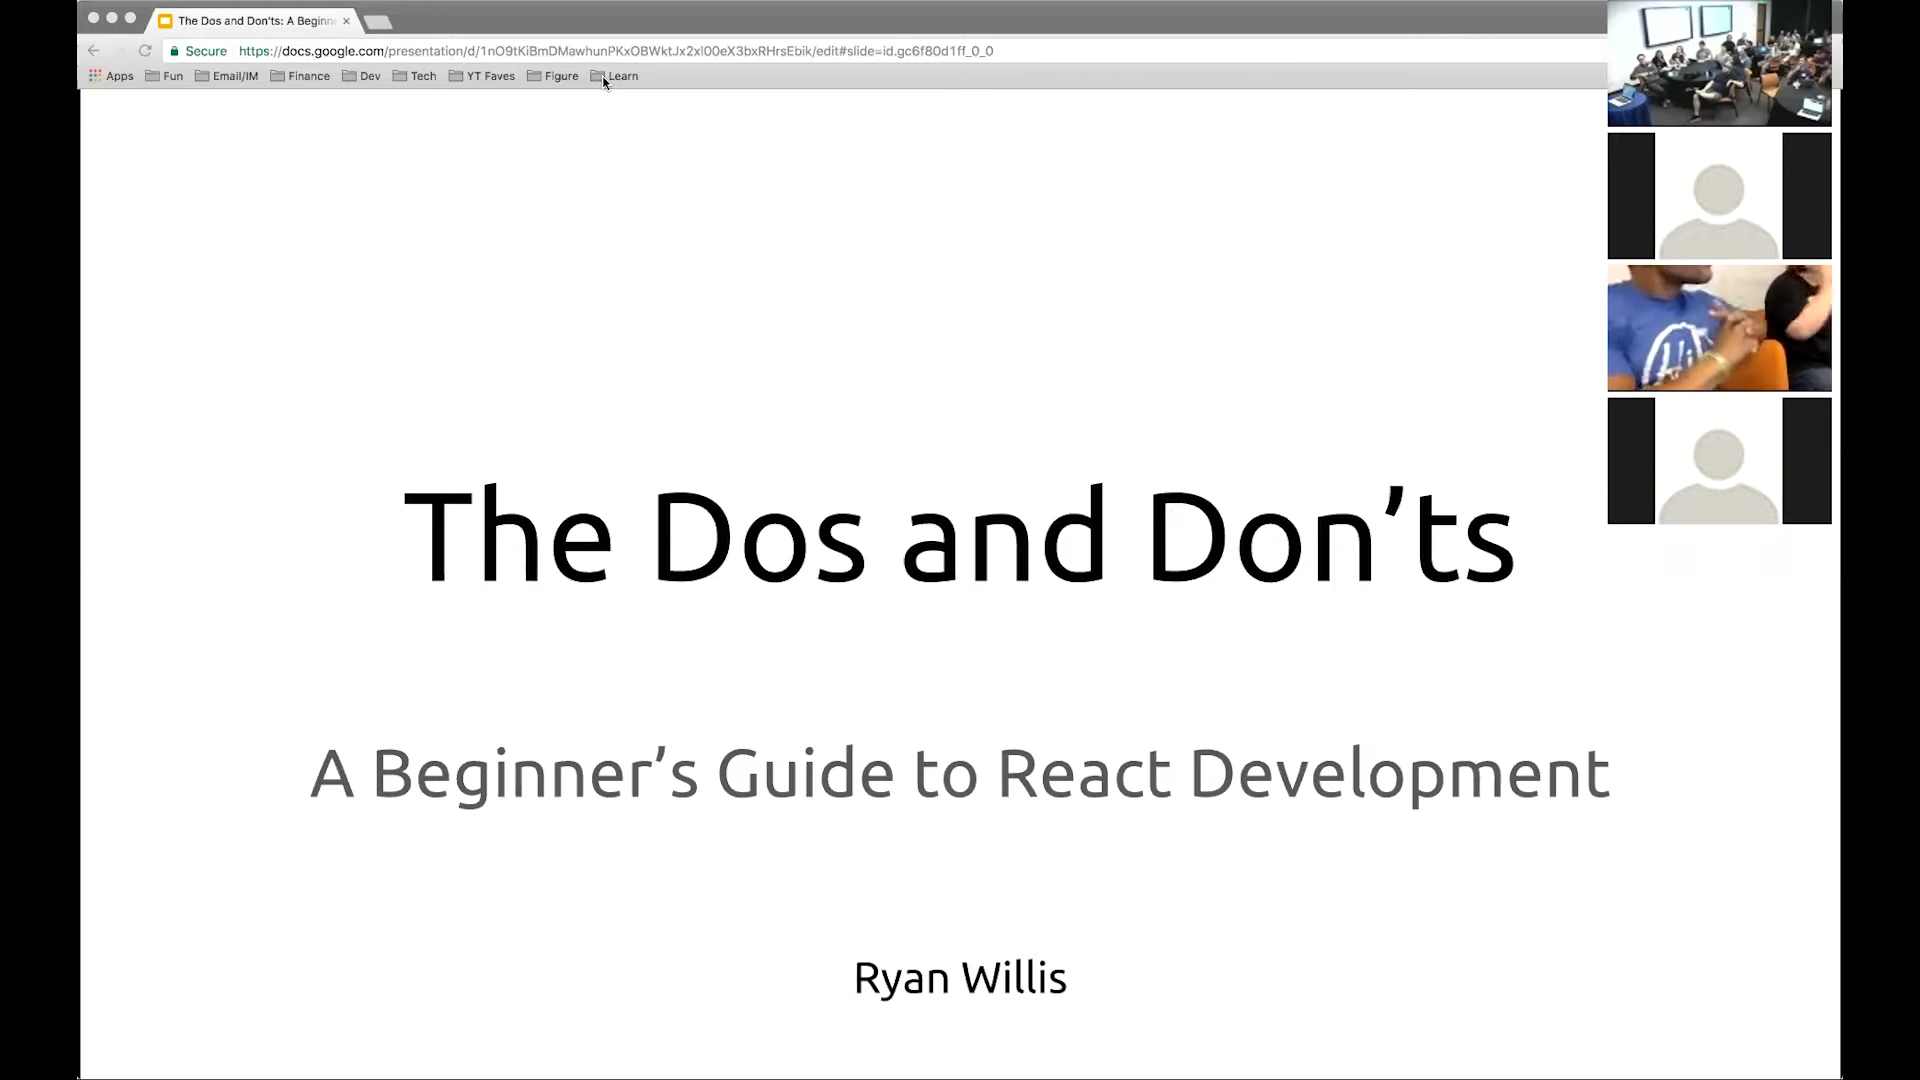 The Dos and Don'ts: A Beginn
Secure https://docs.google.com/presentation/d/1nO9tKiBmDMawhunPKxOBWktJx2xl00eX3bxRHrsEbik/edit#slide=id.gc6f80d1ff_0_0
Apps Fun Email/IM Finance Dev Tech YT Faves Figure Learn
The Dos and Don’ts
A Beginner’s Guide to React Development
Ryan Willis